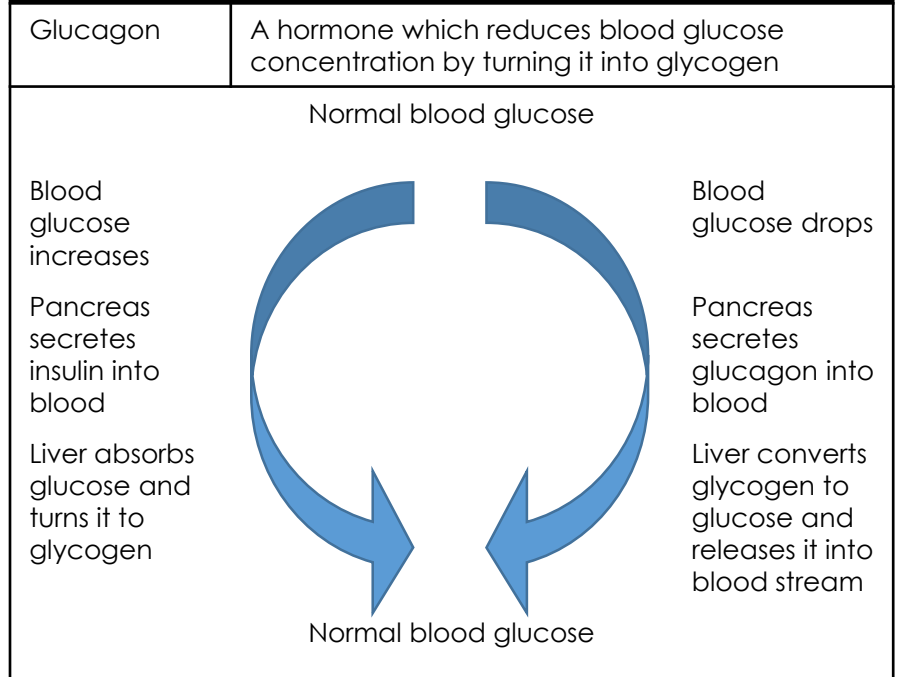 Glucagon
A hormone which reduces blood glucose
concentration by turning it into glycogen
Normal blood glucose
Blood
glucose
increases
Pancreas
secretes
insulin into
blood
Liver absorbs
glucose and
turns it to
glycogen
Blood
glucose drops
Pancreas
secretes
glucagon into
blood
Liver converts
glycogen to
glucose and
releases it into
blood stream
Normal blood glucose